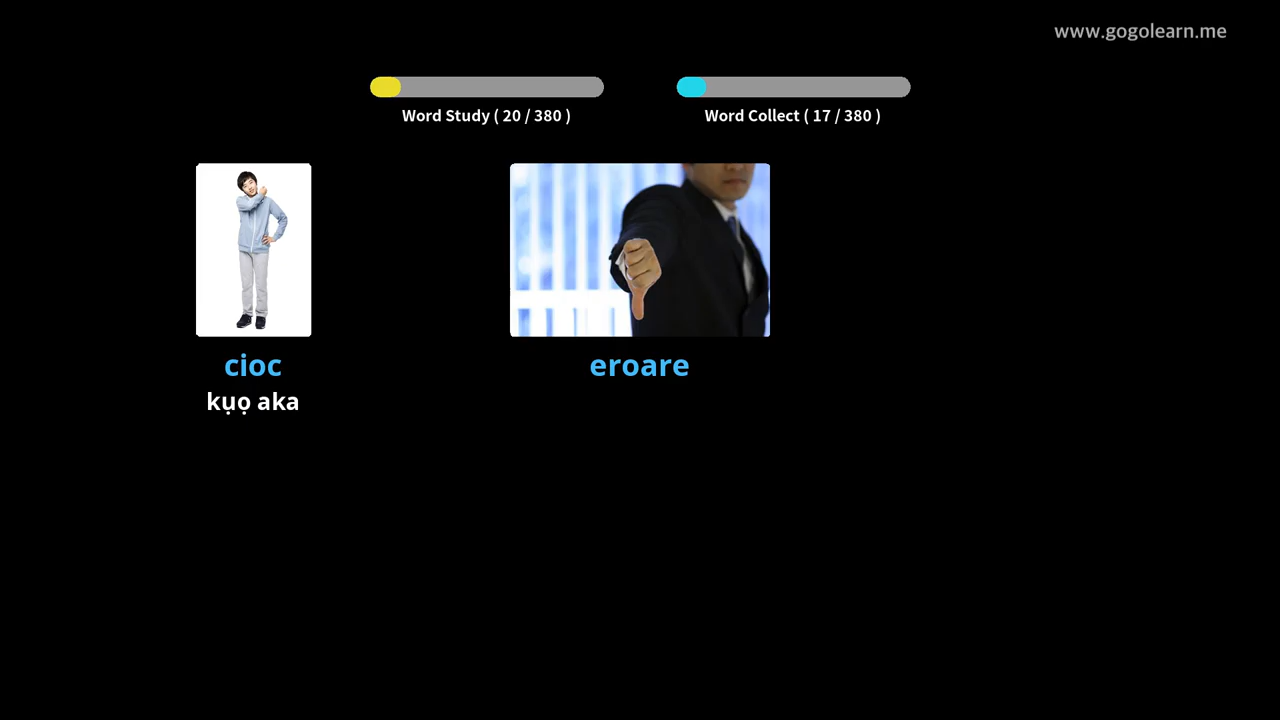 www.gogolearn.me
Word Study ( 20 / 380 )
Word Collect ( 17 / 380 )
cioc
kụọ aka
eroare